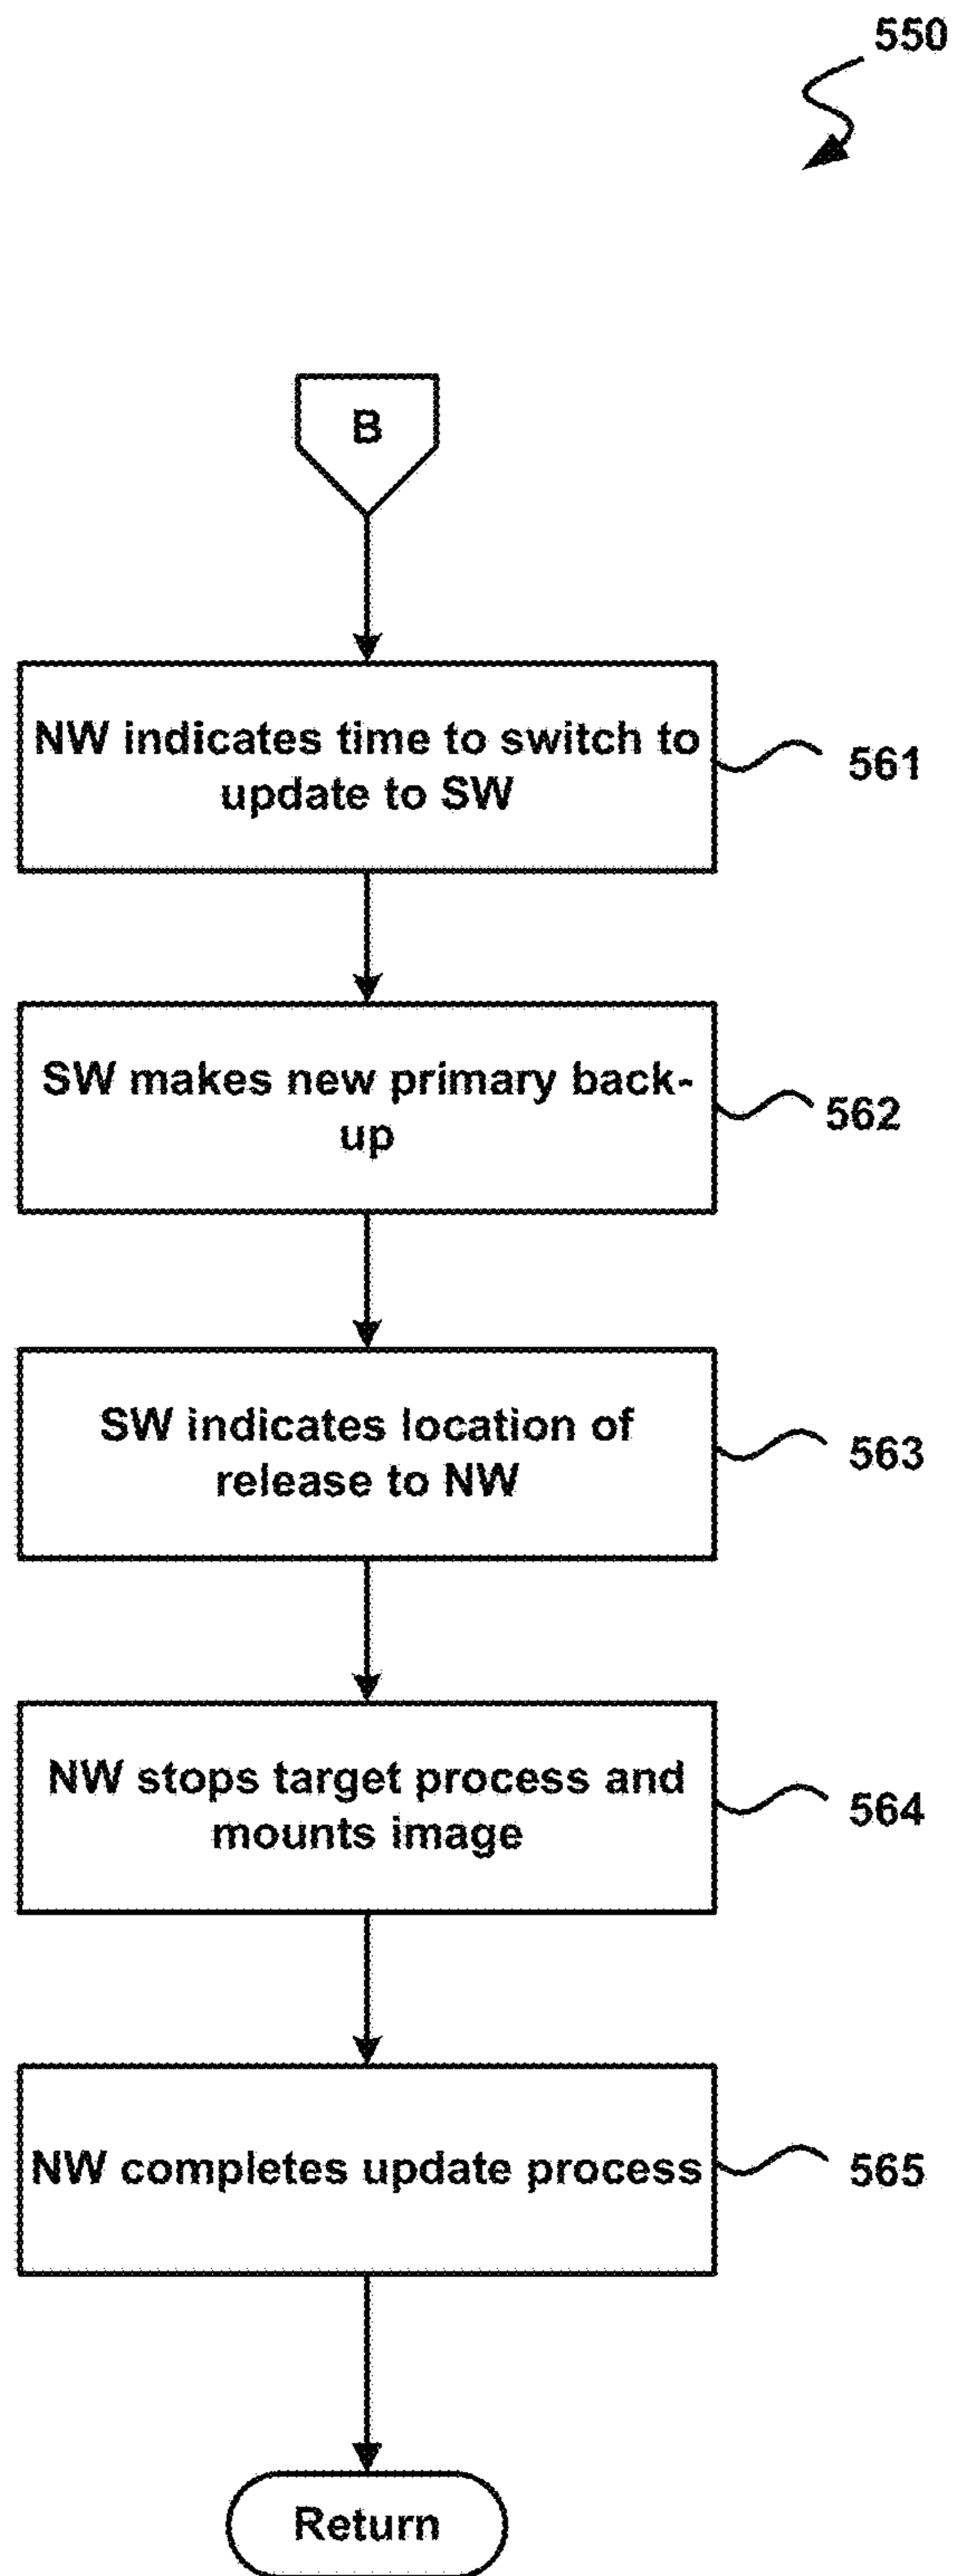 550
B
NW indicates time to switch to
update to SW
561
SW makes new primary back-
up
562
SW indicates location of
release to NW
563
NW stops target process and
mounts image
564
NW completes update process
565
Return